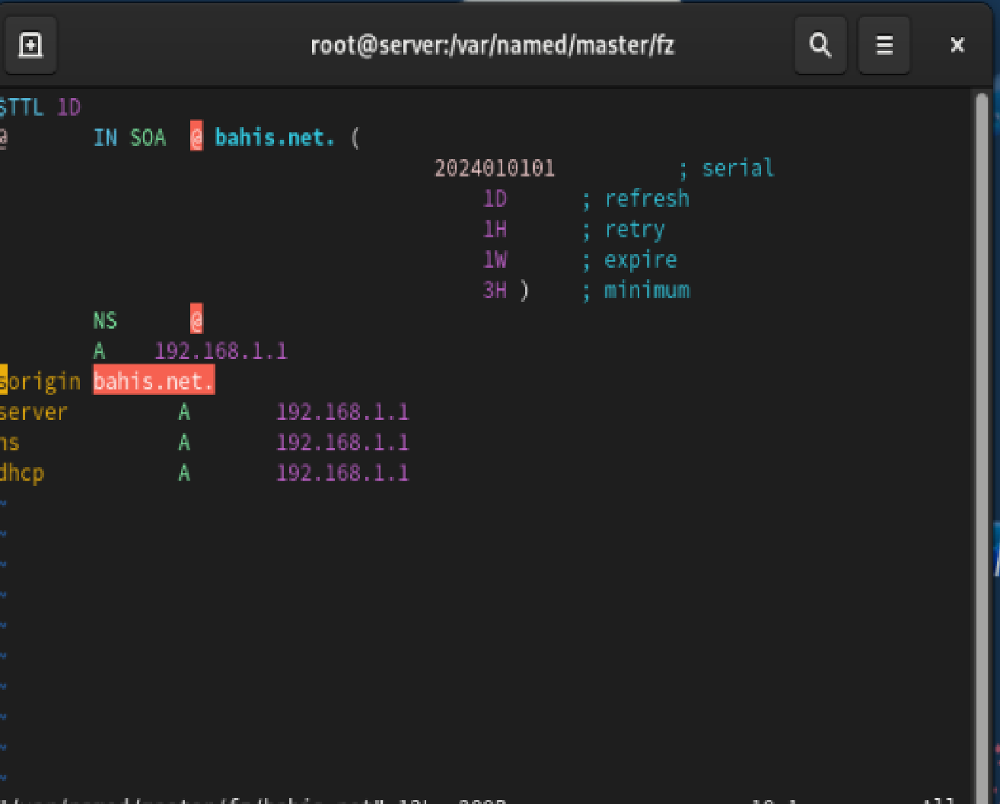 root@server:/var/named/master/fz
$TTL 1D
@ IN SOA @ bahis.net. (
2024010101 ; serial
1D ; refresh
1H ; retry
1W ; expire
3H ) ; minimum
NS @
A 192.168.1.1
$origin bahis.net.
server A 192.168.1.1
ns A 192.168.1.1
dhcp A 192.168.1.1
~
~
~
~
~
~
~
~
~
~